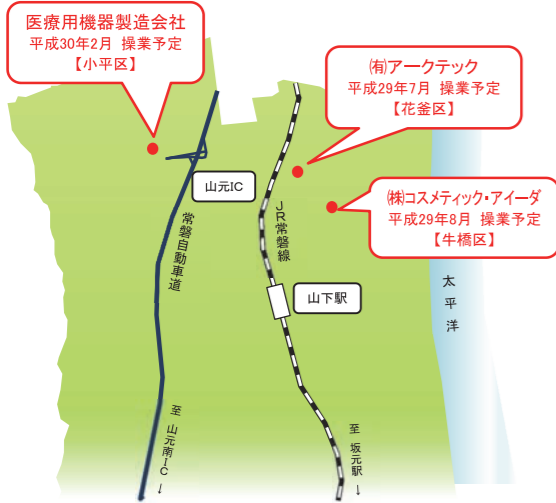 医療用機器製造会社
平成30年2月 操業予定
【小平区】
㈲アークテック
平成29年7月 操業予定
【花釜区】
㈱コスメティック・アイーダ
平成29年8月 操業予定
【牛橋区】
山元IC
常磐自動車道
JR常磐線
山下駅
太平洋
至 山元南IC↓
至 坂元駅↓